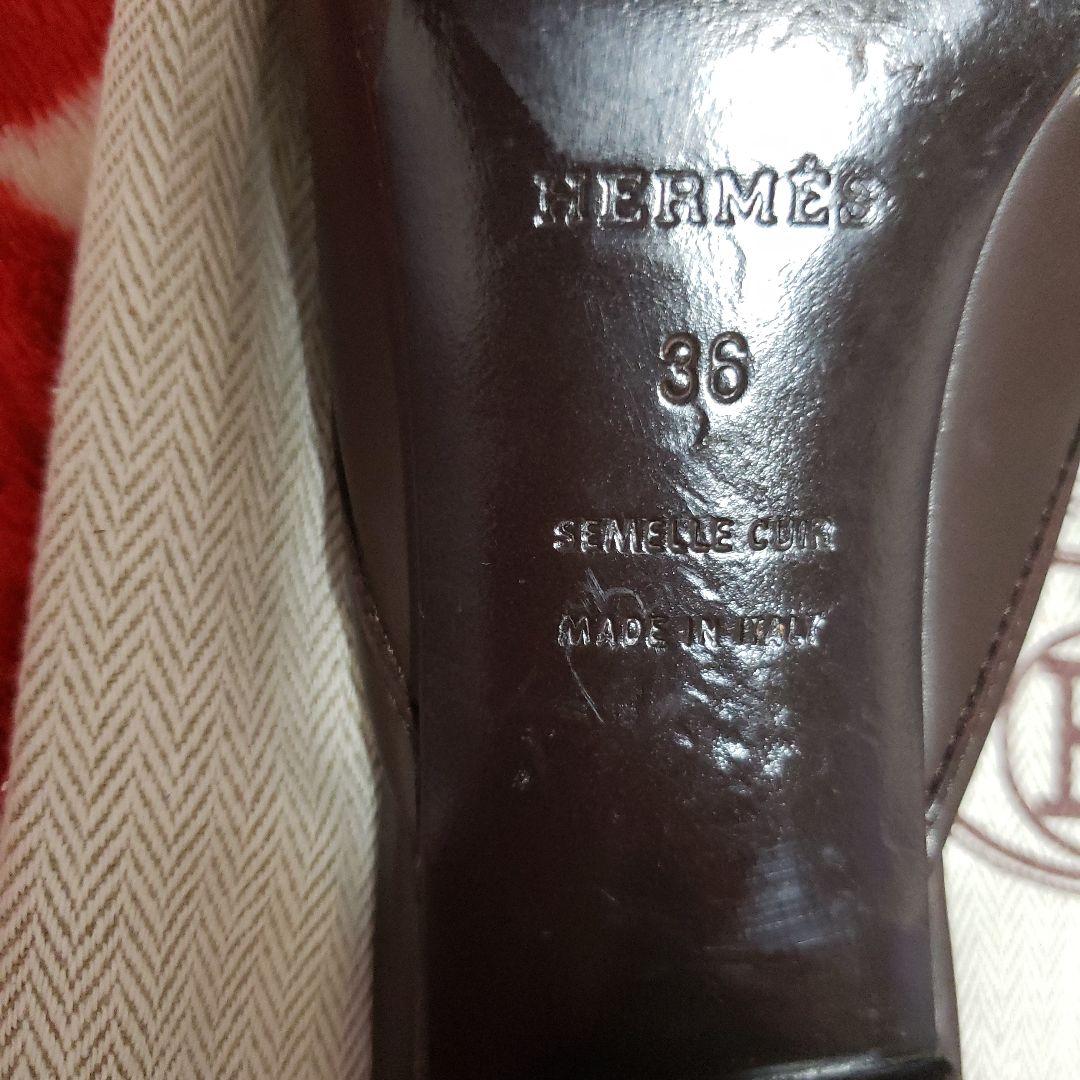 HERMÈS
36
SEMELLE CUIR
MADE IN ITALY